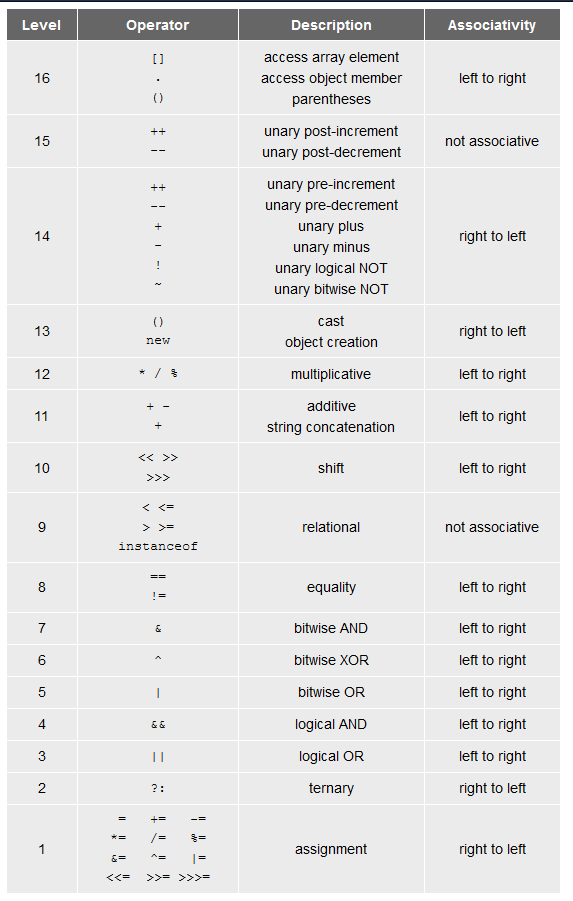 Level Operator Description Associativity
16 [] . () access array element access object member parentheses left to right
15 ++ -- unary post-increment unary post-decrement not associative
14 ++ -- + - ! ~ unary pre-increment unary pre-decrement unary plus unary minus unary logical NOT unary bitwise NOT right to left
13 () new cast object creation right to left
12 * / % multiplicative left to right
11 + - + additive string concatenation left to right
10 << >> >>> shift left to right
9 < <= > >= instanceof relational not associative
8 == != equality left to right
7 & bitwise AND left to right
6 ^ bitwise XOR left to right
5 | bitwise OR left to right
4 && logical AND left to right
3 || logical OR left to right
2 ?: ternary right to left
1 = += -= *= /= %= &= ^= |= <<= >>= >>>= assignment right to left